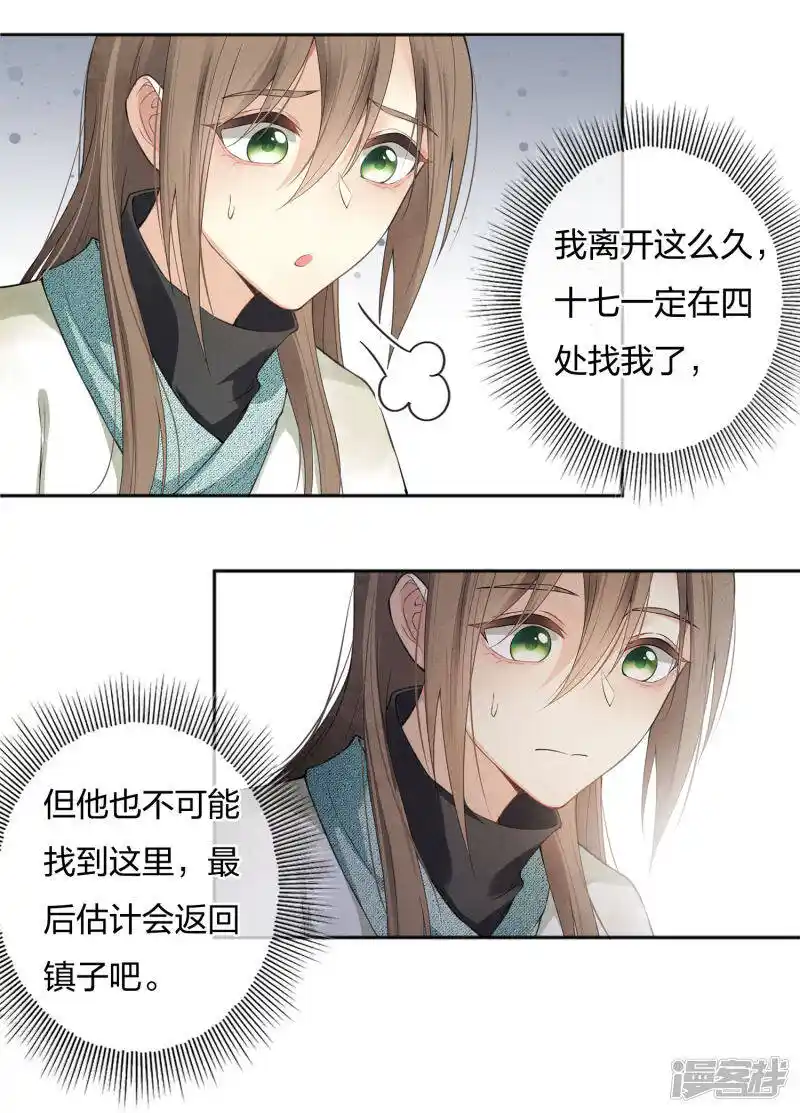 我离开这么久，
十七一定在四
处找我了，
但他也不可能
找到这里，最
后估计会返回
镇子吧。
漫客栈